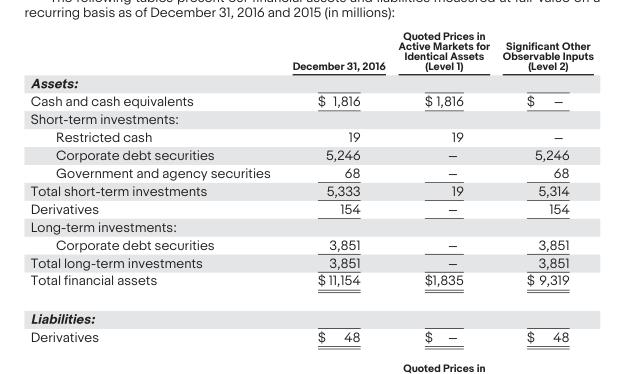 recurring basis as of December 31, 2016 and 2015 (in millions):
Quoted Prices in
Active Markets for Significant Other
Identical Assets Observable Inputs
December 31, 2016 (Level 1) (Level 2)
Assets:
Cash and cash equivalents $ 1,816 $ 1,816 $ –
Short-term investments:
Restricted cash 19 19 –
Corporate debt securities 5,246 – 5,246
Government and agency securities 68 – 68
Total short-term investments 5,333 19 5,314
Derivatives 154 – 154
Long-term investments:
Corporate debt securities 3,851 – 3,851
Total long-term investments 3,851 – 3,851
Total financial assets $ 11,154 $1,835 $ 9,319
Liabilities:
Derivatives $ 48 $ – $ 48
Quoted Prices in